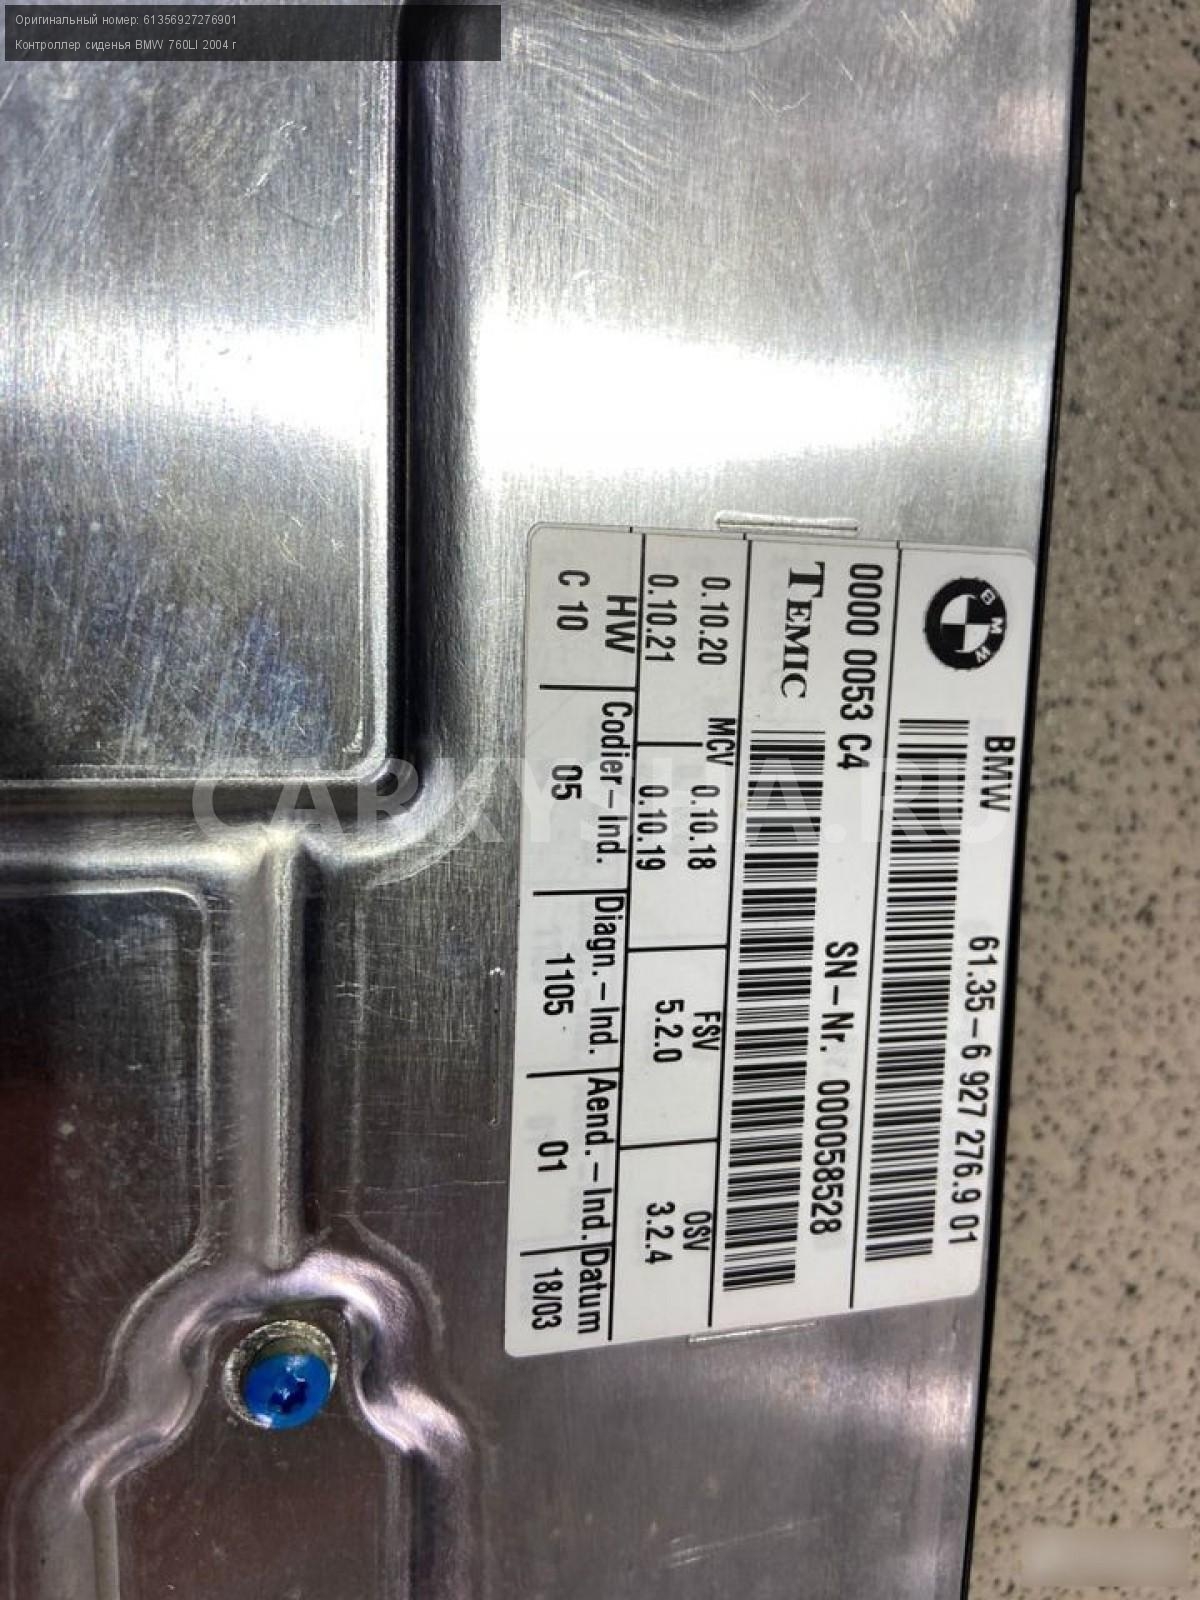 Оригинальный номер: 61356927276901
Контроллер сиденья BMW 760LI 2004 г
BMW
BMW 61.35-6 927 276.9 01
0000 0053 C4 SN-Nr. 000058528
TEMIC
MCV FSV OSV
0.10.20 0.10.18 5.2.0 3.2.4
0.10.21 0.10.19
HW Codier-Ind. Diagn.-Ind. Aend.-Ind. Datum
C 10 05 1105 01 18/03
CARKYSHA.RU